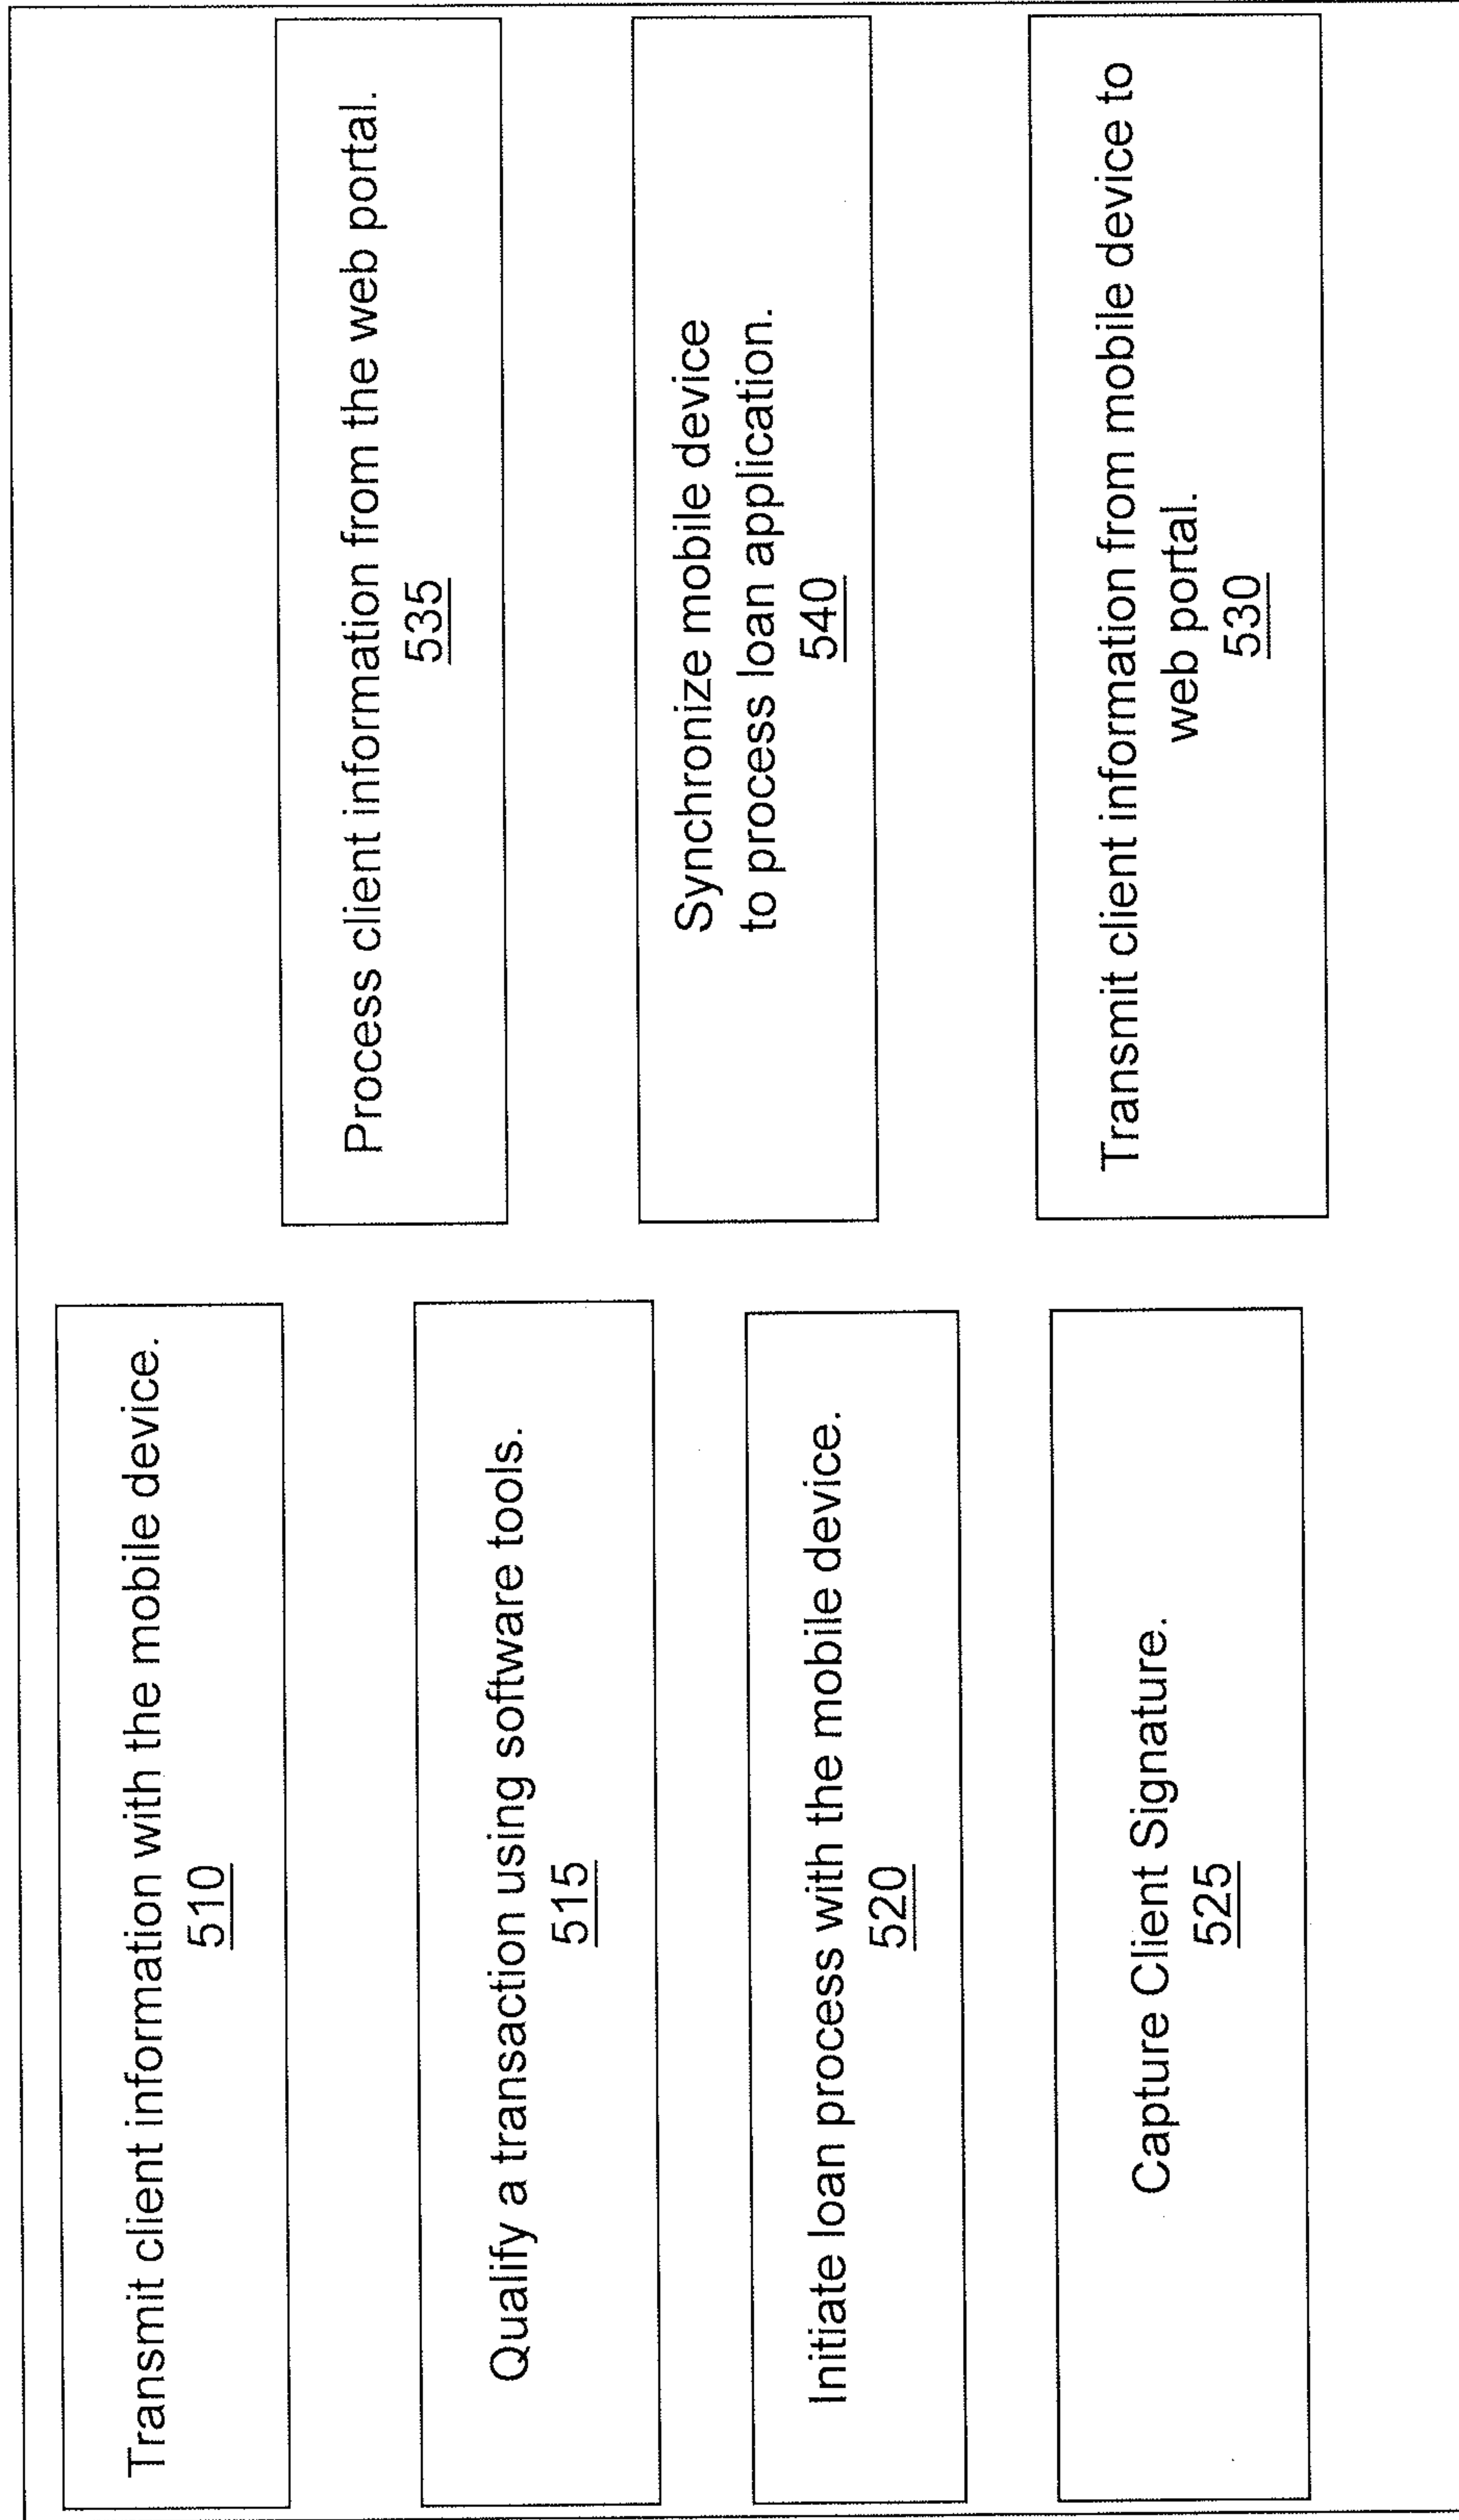 Transmit client information with the mobile device.
510
Qualify a transaction using software tools.
515
Initiate loan process with the mobile device.
520
Capture Client Signature.
525
Process client information from the web portal.
535
Synchronize mobile device
to process loan application.
540
Transmit client information from mobile device to
web portal.
530